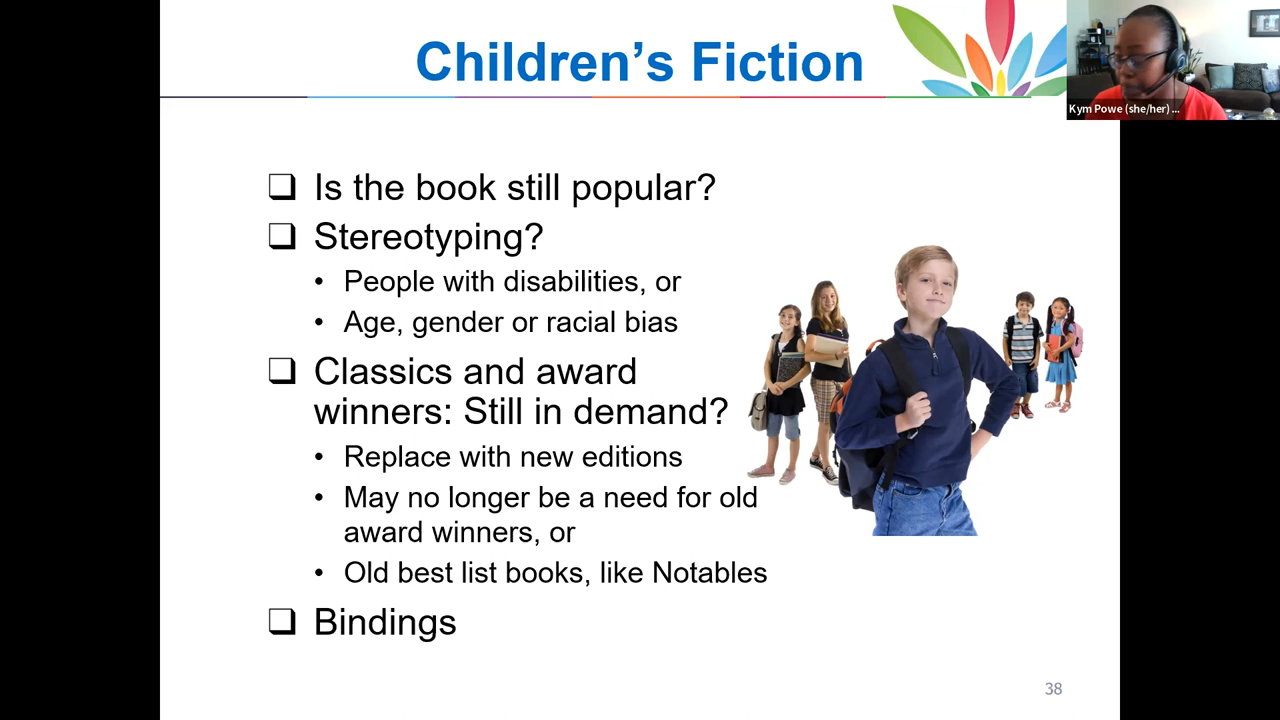 Children’s Fiction
Kym Powe (she/her) ...
❑ Is the book still popular?
❑ Stereotyping?
• People with disabilities, or
• Age, gender or racial bias
❑ Classics and award
winners: Still in demand?
• Replace with new editions
• May no longer be a need for old
award winners, or
• Old best list books, like Notables
❑ Bindings
38